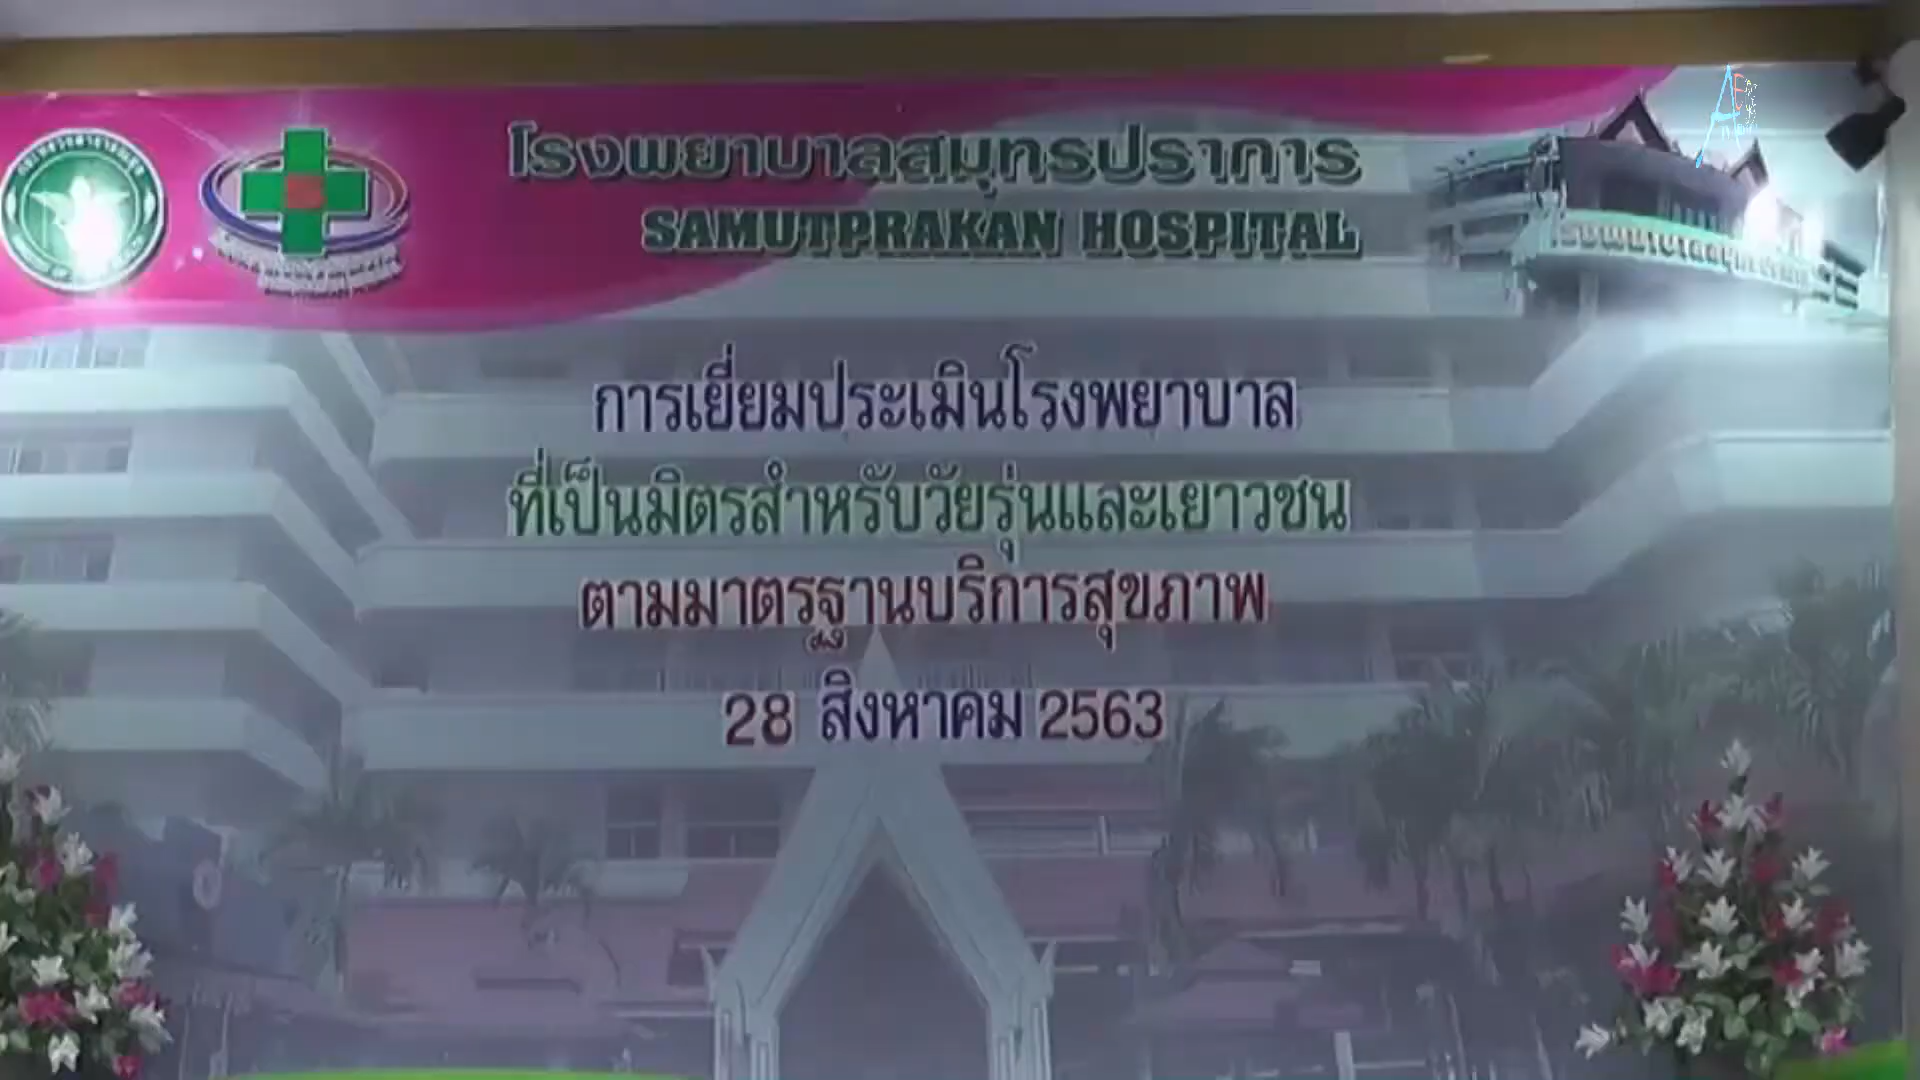 โรงพยาบาลสมุทรปราการ
SAMUTPRAKAN HOSPITAL
การเยี่ยมประเมินโรงพยาบาล
ที่เป็นมิตรสำหรับวัยรุ่นและเยาวชน
ตามมาตรฐานบริการสุขภาพ
28 สิงหาคม 2563